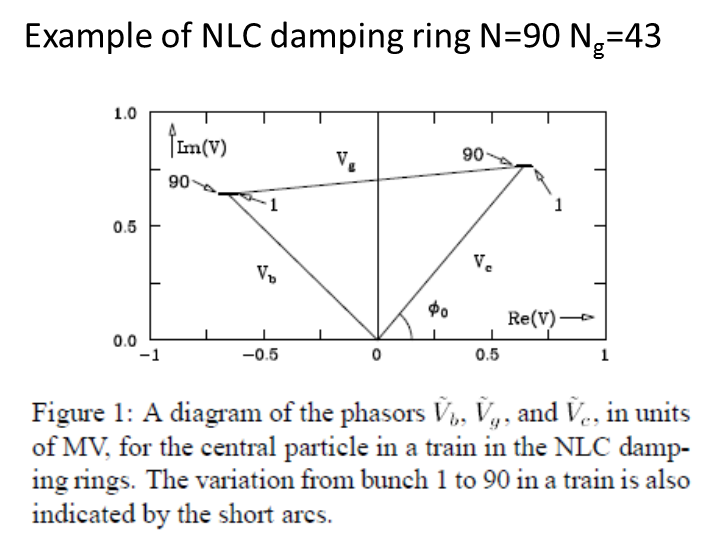 Example of NLC damping ring N=90 Ng=43
1.0
Im(V)
Vg
90
90
1
1
0.5
Vb
Vc
ϕ0
Re(V)
0.0
−1
−0.5
0
0.5
1
Figure 1: A diagram of the phasors Ṽb, Ṽg, and Ṽc, in units
of MV, for the central particle in a train in the NLC damp-
ing rings. The variation from bunch 1 to 90 in a train is also
indicated by the short arcs.